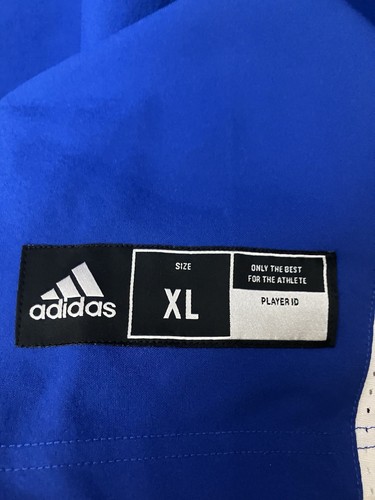 adidas
SIZE
XL
ONLY THE BEST
FOR THE ATHLETE
PLAYER ID